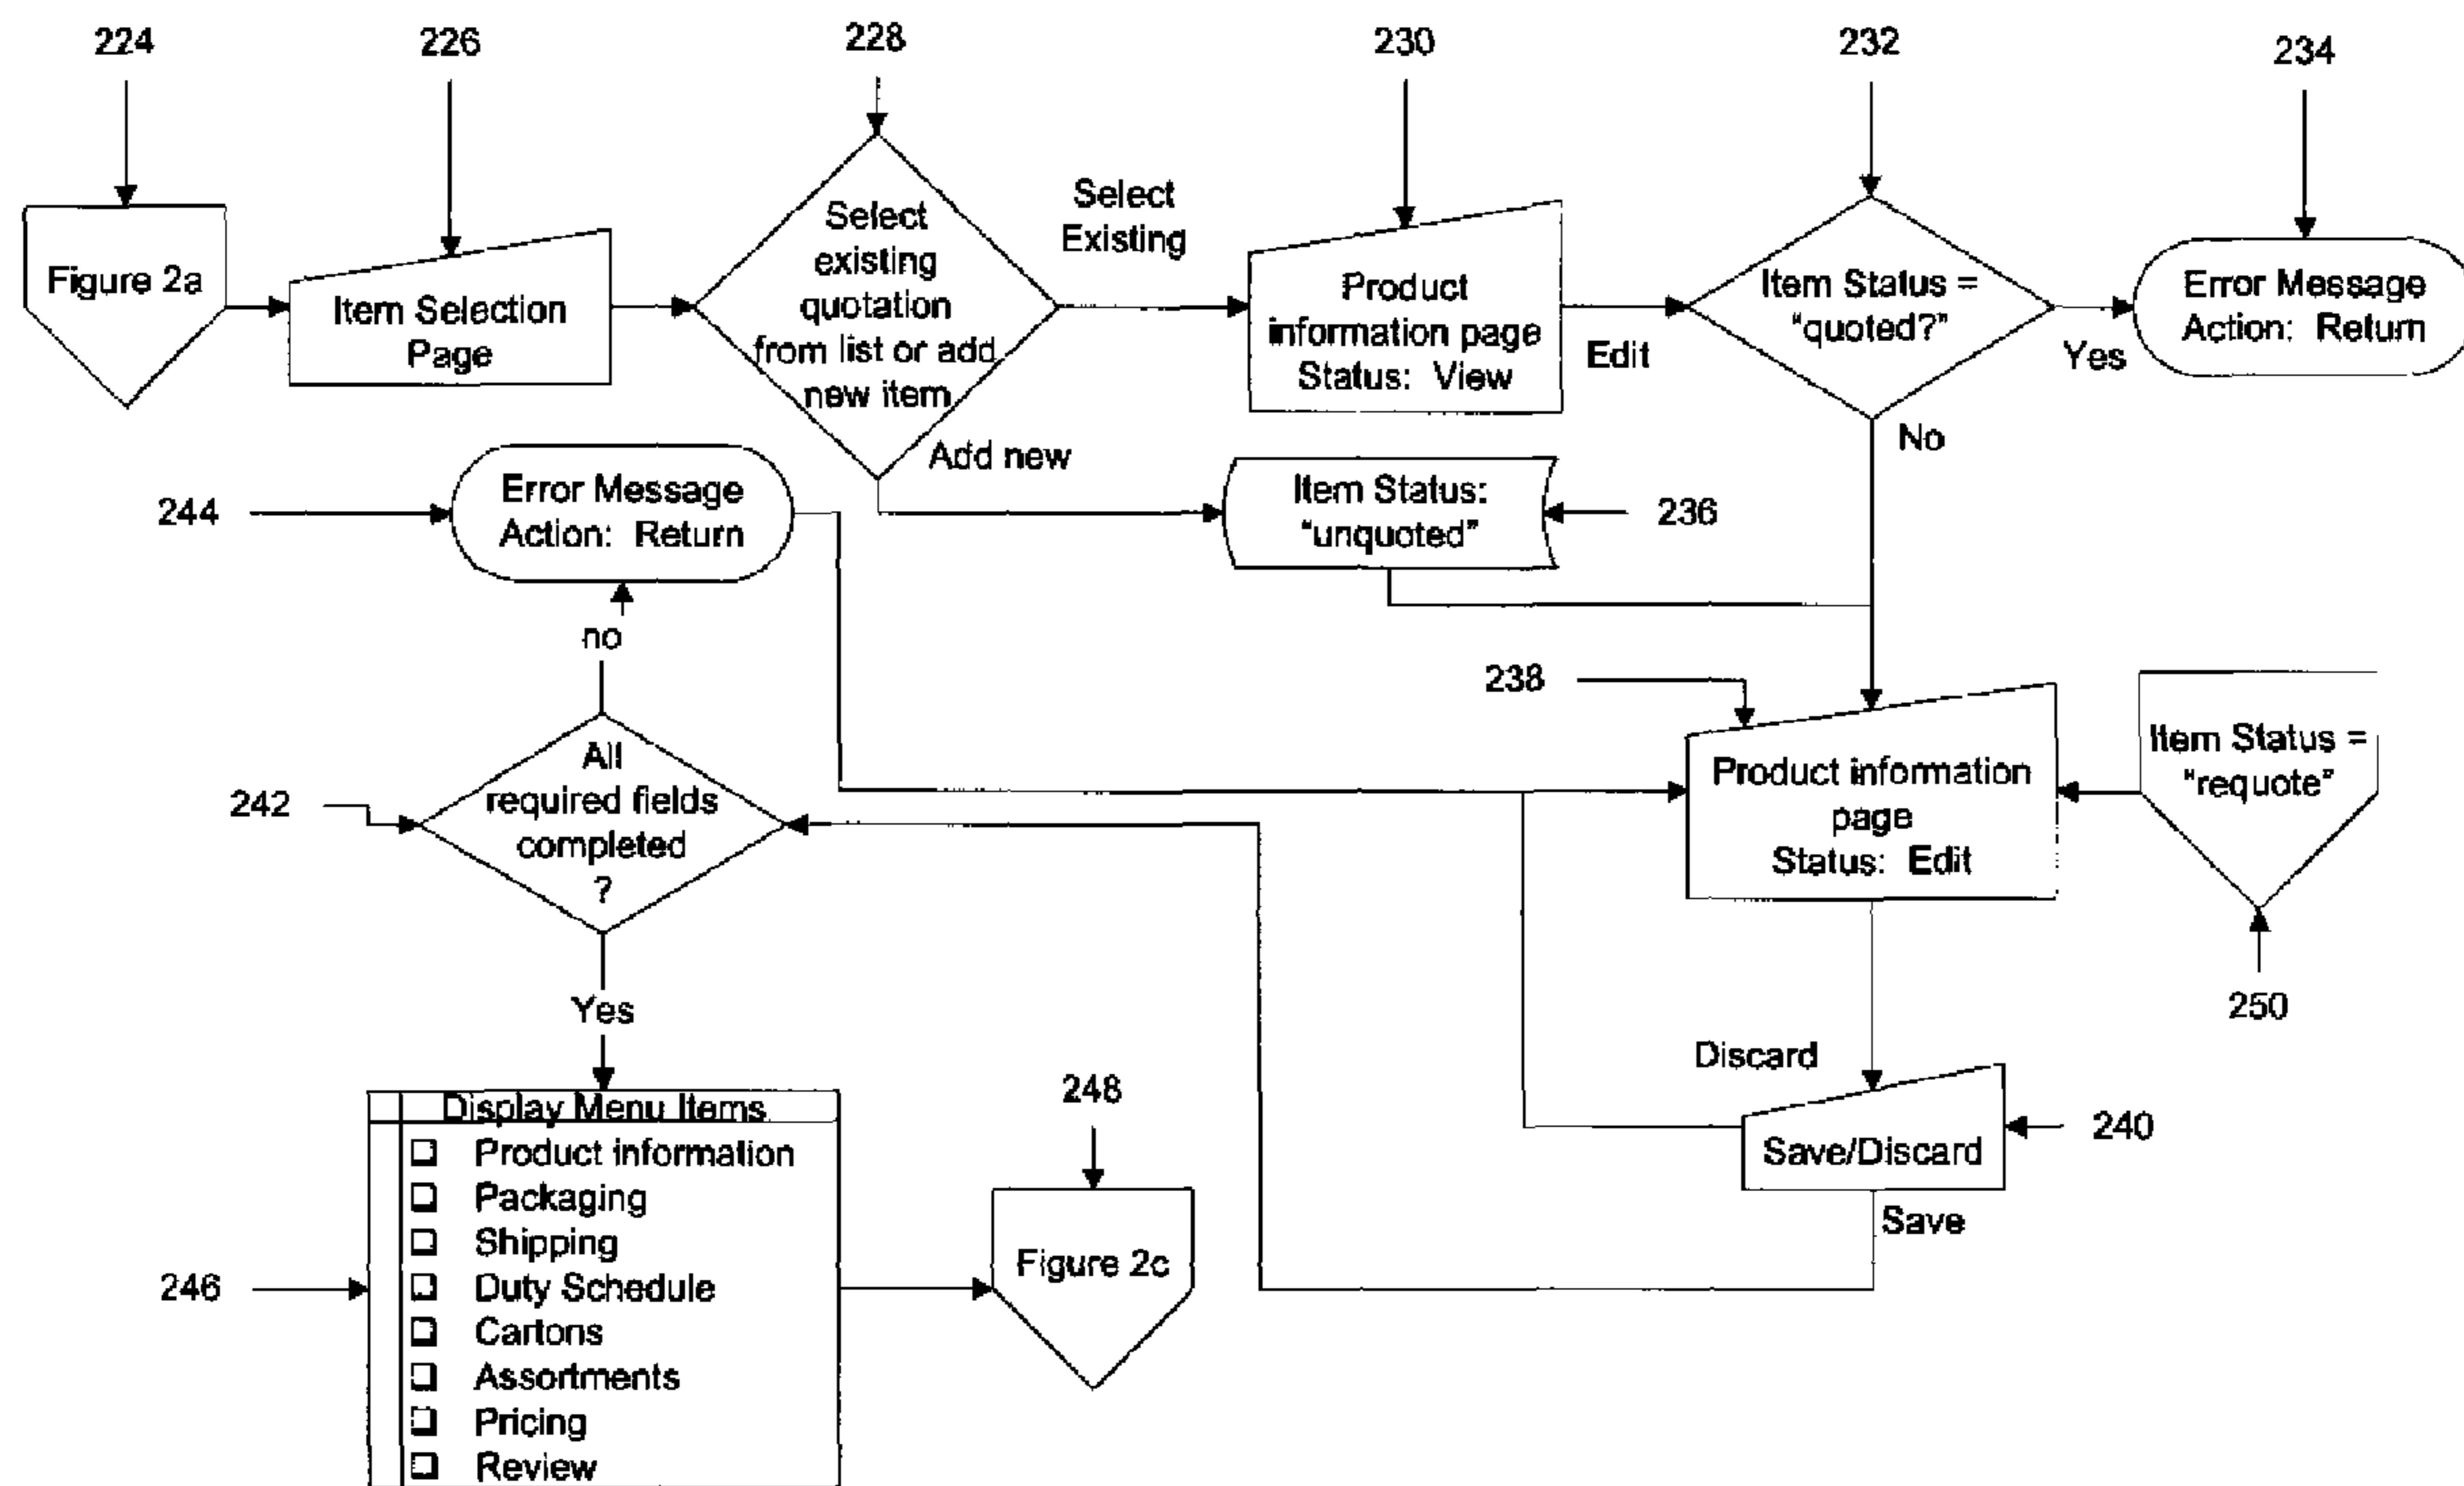 224
226
228
230
232
234
Figure 2a
Item Selection
Page
Select
existing
quotation
from list or add
new item
Select
Existing
Add new
Product
information page
Status: View
Edit
Item Status =
"quoted?"
Yes
No
Error Message
Action: Return
244
Error Message
Action: Return
Item Status:
"unquoted"
236
no
238
242
All
required fields
completed
?
Product information
page
Status: Edit
Item Status =
"requote"
250
Yes
Discard
Save/Discard
240
Save
246
Display Menu Items
Product information
Packaging
Shipping
Duty Schedule
Cartons
Assortments
Pricing
Review
248
Figure 2c